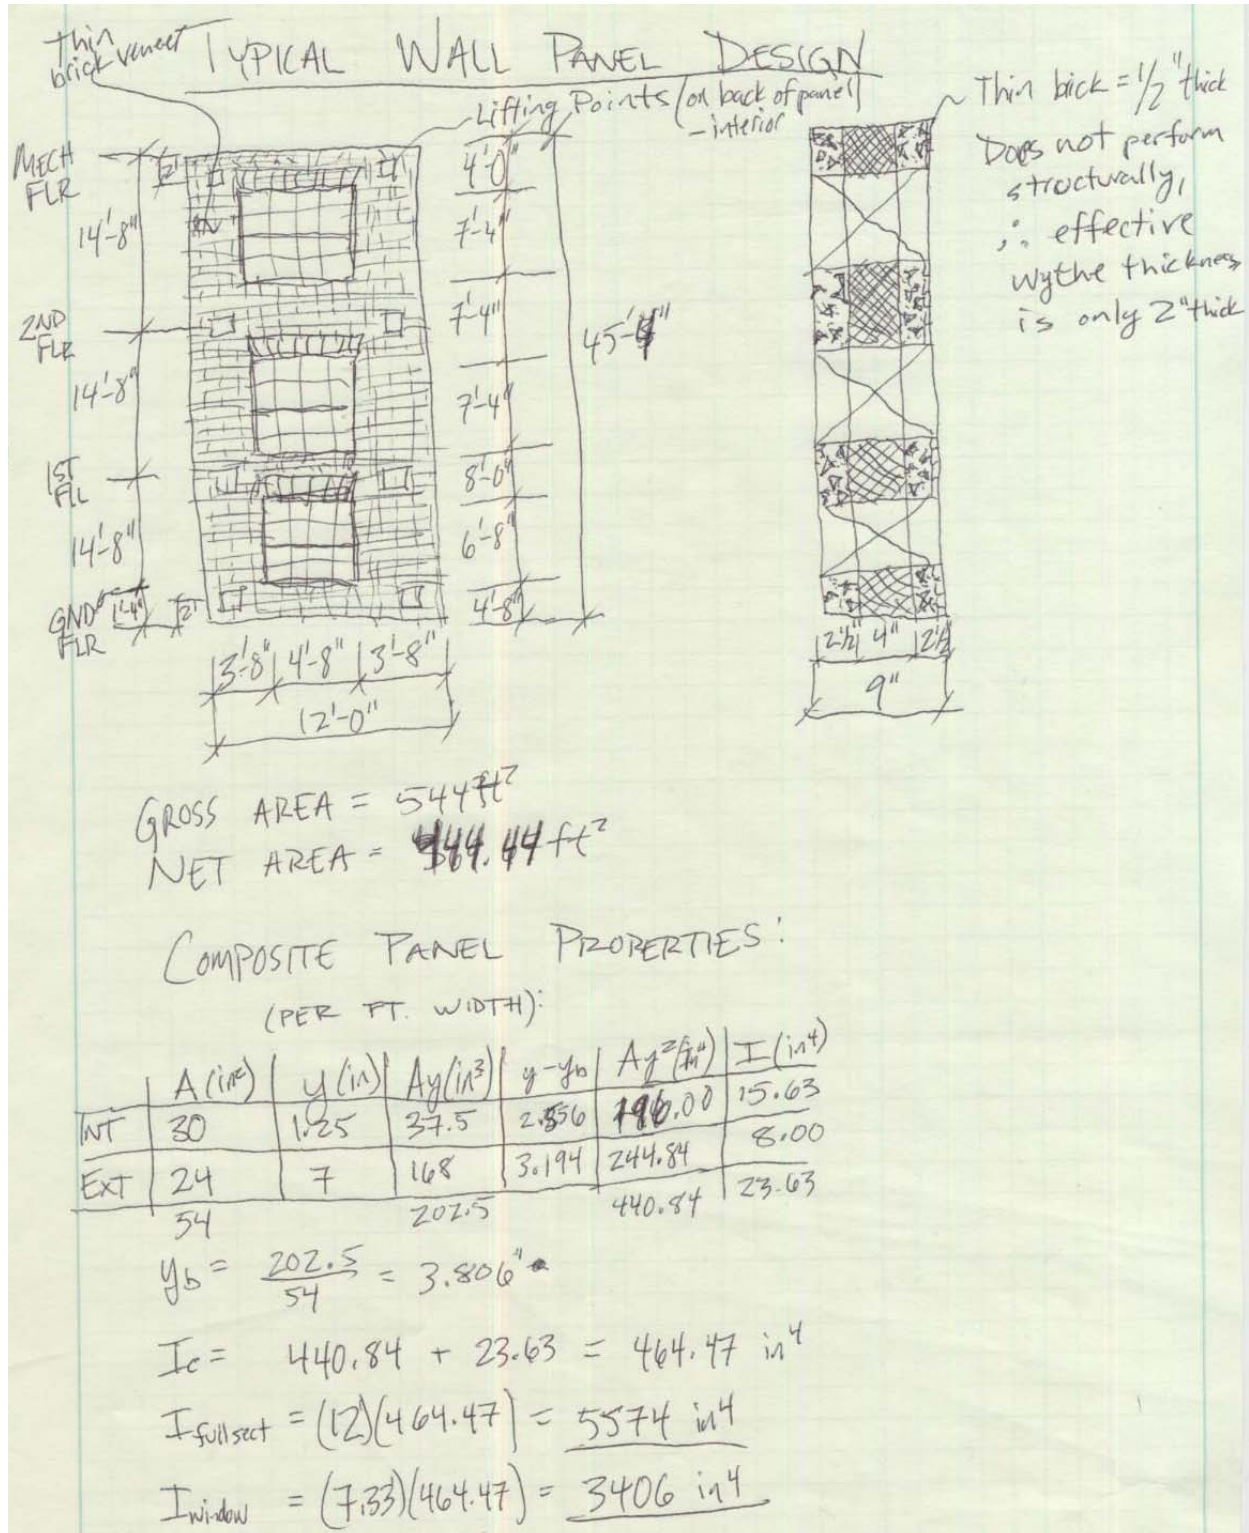 thin
brick veneer
TYPICAL WALL PANEL DESIGN
Lifting Points (on back of panel)
- interior
Thin bick = 1/2" thick
Does not perform
structurally,
∴ effective
wythe thickness
is only 2" thick
MECH
FLR
2'
4'-0"
14'-8"
7'-4"
2ND
FLR
7'-4"
45'-4"
14'-8"
7'-4"
1ST
FLL
8'-0"
14'-8"
6'-8"
GND
FLR
1'-4"
2'
4'-8"
3'-8" 4'-8" 3'-8"
12'-0"
2 1/2" 4" 2 1/2
9"
GROSS AREA = 544 ft²
NET AREA = 444.44 ft²
COMPOSITE PANEL PROPERTIES:
(PER FT. WIDTH):
A (in²) y (in) Ay (in³) y-yb Ay² (in⁴) I (in⁴)
INT 30 1.25 37.5 2.556 196.00 15.63
EXT 24 7 168 3.194 244.84 8.00
54 202.5 440.84 23.63
yb = 202.5/54 = 3.806"
Ic = 440.84 + 23.63 = 464.47 in⁴
Ifullsect = (12)(464.47) = 5574 in⁴
Iwindow = (7.33)(464.47) = 3406 in⁴